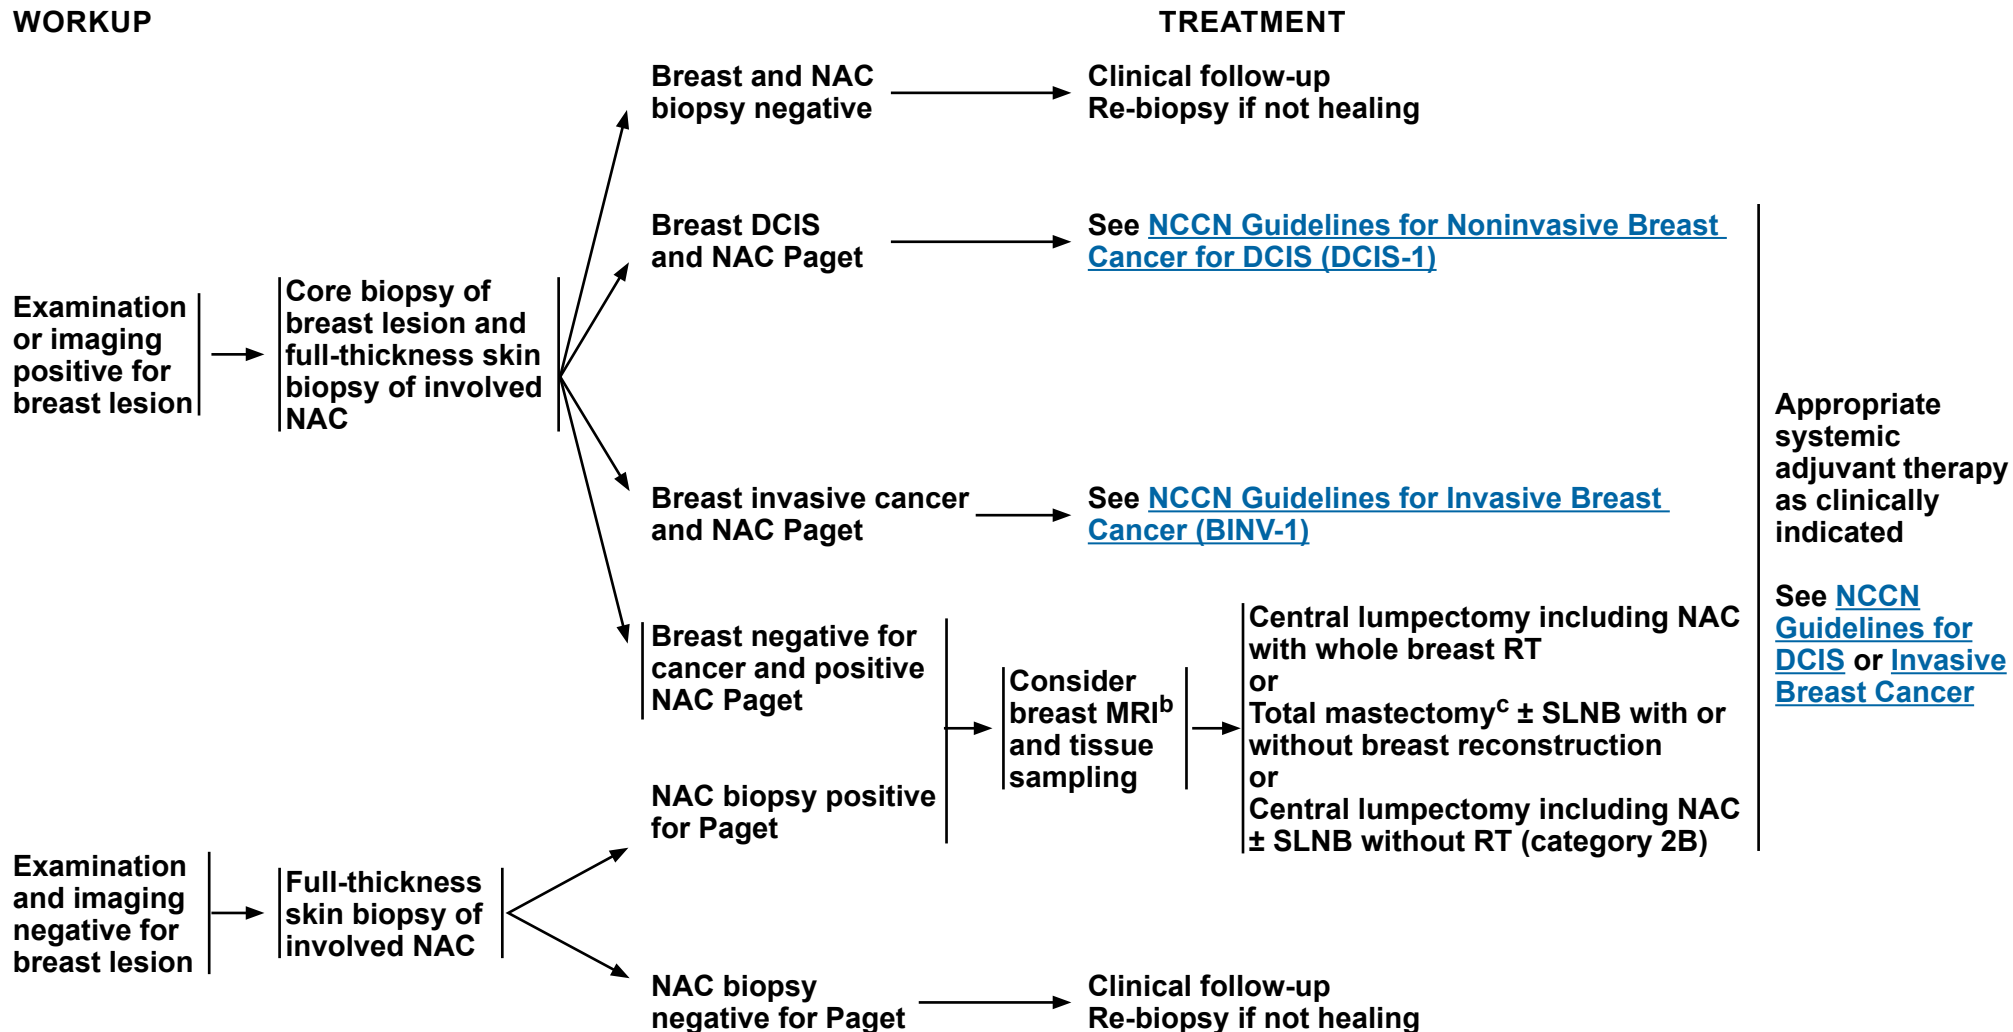 WORKUP
TREATMENT
Breast and NAC
biopsy negative
Clinical follow-up
Re-biopsy if not healing
Breast DCIS
and NAC Paget
See NCCN Guidelines for Noninvasive Breast
Cancer for DCIS (DCIS-1)
Examination
or imaging
positive for
breast lesion
Core biopsy of
breast lesion and
full-thickness skin
biopsy of involved
NAC
Breast invasive cancer
and NAC Paget
See NCCN Guidelines for Invasive Breast
Cancer (BINV-1)
Breast negative for
cancer and positive
NAC Paget
NAC biopsy positive
for Paget
Consider
breast MRIb
and tissue
sampling
Central lumpectomy including NAC
with whole breast RT
or
Total mastectomyc ± SLNB with or
without breast reconstruction
or
Central lumpectomy including NAC
± SLNB without RT (category 2B)
Appropriate
systemic
adjuvant therapy
as clinically
indicated
See NCCN
Guidelines for
DCIS or Invasive
Breast Cancer
Examination
and imaging
negative for
breast lesion
Full-thickness
skin biopsy of
involved NAC
NAC biopsy
negative for Paget
Clinical follow-up
Re-biopsy if not healing